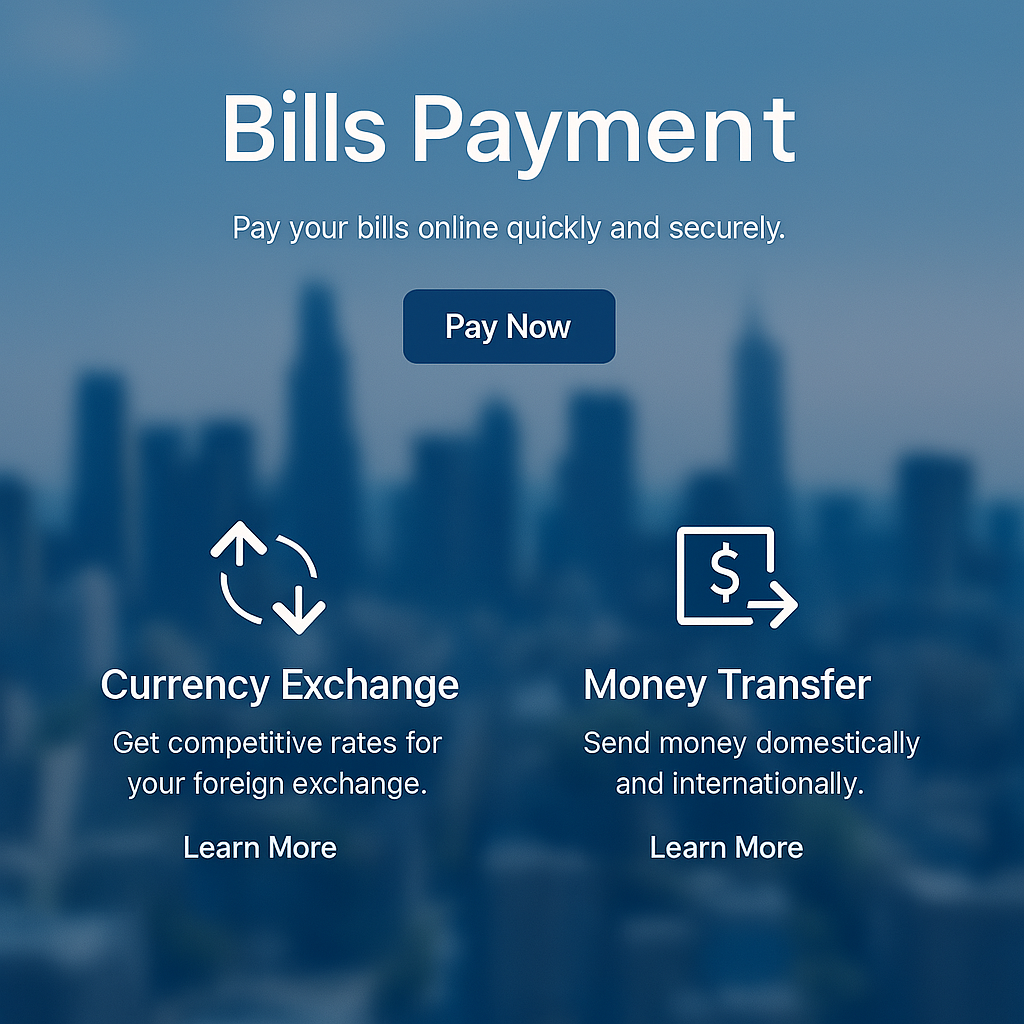 Bills Payment
Pay your bills online quickly and securely.
Pay Now
Currency Exchange
Get competitive rates for
your foreign exchange.
Learn More
$
Money Transfer
Send money domestically
and internationally.
Learn More